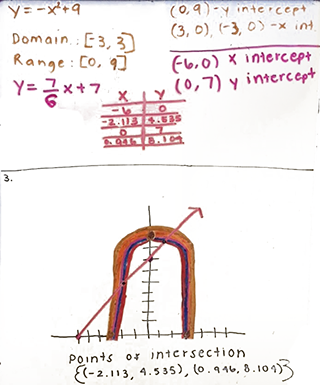 y = -x²+9 (0,9)-y intercept
Domain: [-3,3] (3,0), (-3,0)-x int
Range: [0,9] (-6,0) x intercept
y = 7/6 x+7 (0,7) y intercept
X Y
-6 0
-2.113 4.535
0 7
0.946 8.104
3.
points of intersection
{(-2.113, 4.535), (0.946, 8.104)}